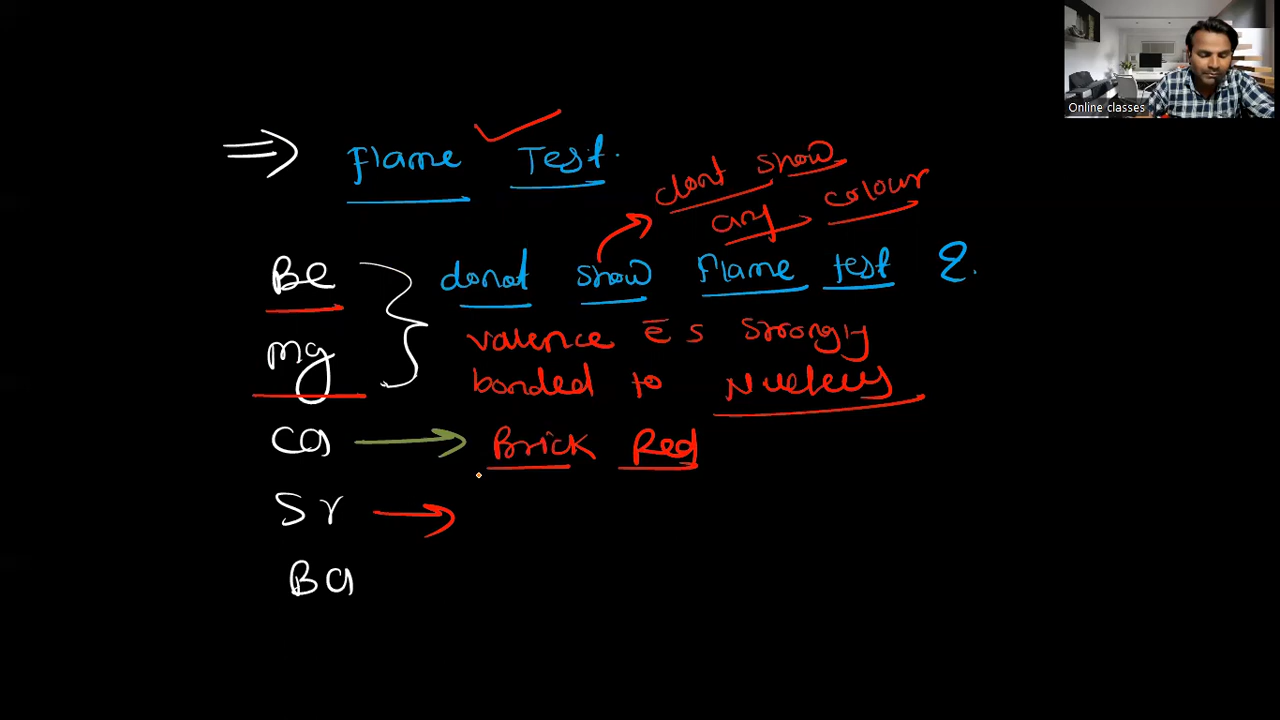 Online classes
⇒ Flame ✓ Test.
dont show
any colour
Be donot show Flame test &.
valence e̅s strongly
Mg bonded to Nucleus
Ca → Brick Red
Sr →
Ba